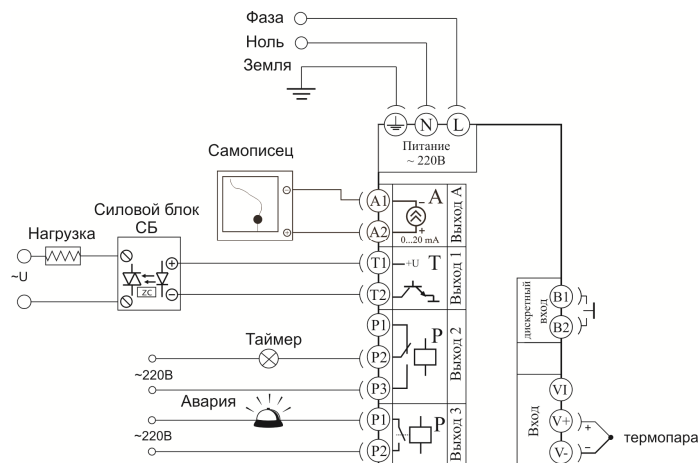 Фаза
Ноль
Земля
N
L
Питание
~ 220В
Самописец
A1
A2
-
A
+
0...20 mA
Выход A
Силовой блок
СБ
Нагрузка
~U
ZC
+
−
T1
T2
+U
T
Выход 1
P1
P2
P3
P
Выход 2
Таймер
~220В
Авария
~220В
P1
P2
P
Выход 3
дискретный
вход
B1
B2
Вход
VI
V+
V-
+
−
термопара